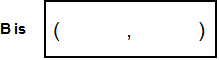 B is ( , )